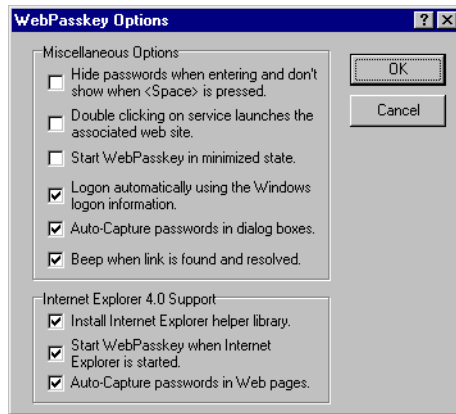 WebPasskey Options
Miscellaneous Options
Hide passwords when entering and don't
show when <Space> is pressed.
Double clicking on service launches the
associated web site.
Start WebPasskey in minimized state.
Logon automatically using the Windows
logon information.
Auto-Capture passwords in dialog boxes.
Beep when link is found and resolved.
Internet Explorer 4.0 Support
Install Internet Explorer helper library.
Start WebPasskey when Internet
Explorer is started.
Auto-Capture passwords in Web pages.
OK
Cancel